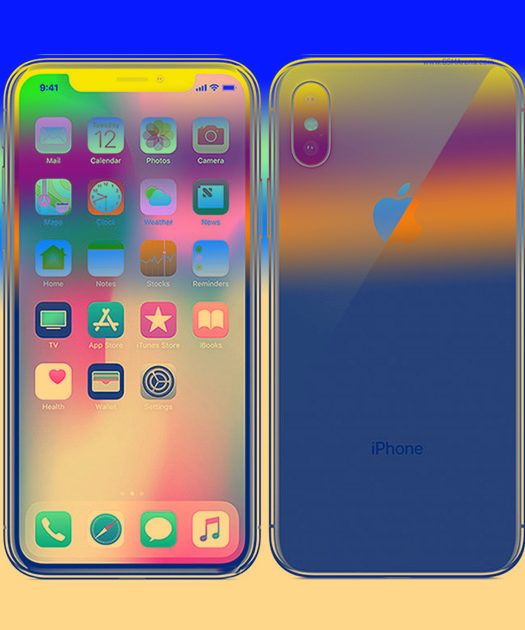 9:41
Tuesday
12
Mail
Calendar
Photos
Camera
Maps
Clock
Weather
News
Home
Notes
Stocks
Reminders
TV
App Store
iTunes Store
iBooks
Health
Wallet
Settings
iPhone